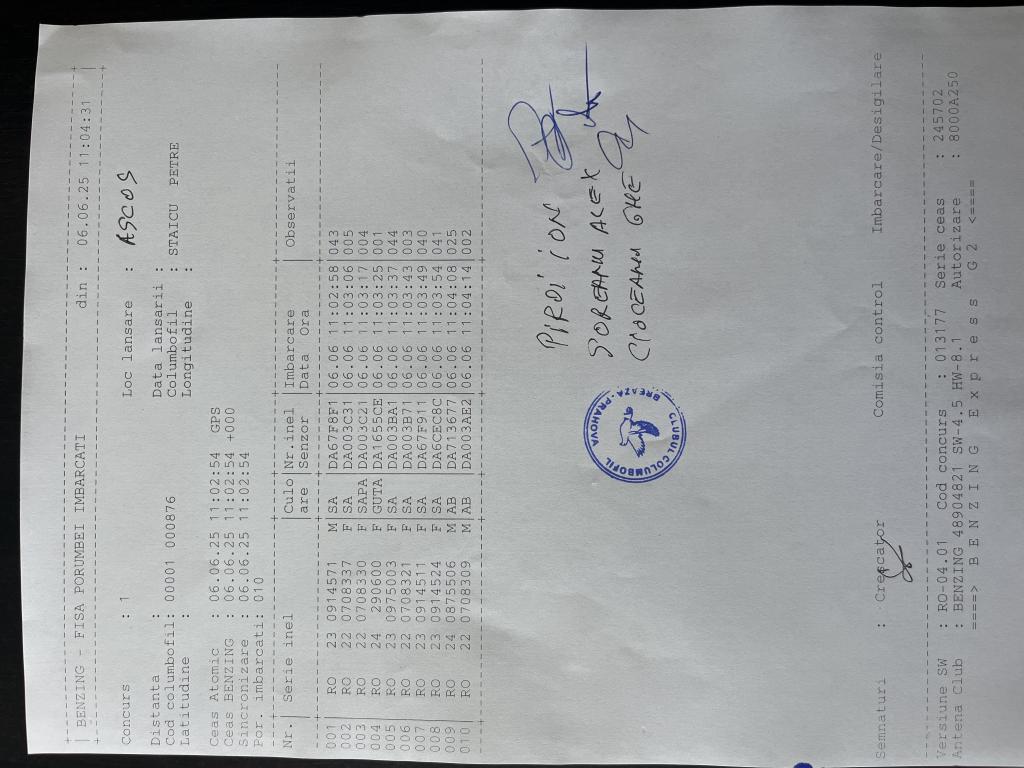 BENZING - FISA PORUMBEI IMBARCATI din : 06.06.25 11:04:31
Concurs : 1 Loc lansare : ASCOS
Distanta : Data lansarii :
Cod columbofil: 00001 000876 Columbofil : STAICU PETRE
Latitudine : Longitudine :
Ceas Atomic : 06.06.25 11:02:54 GPS
Ceas BENZING : 06.06.25 11:02:54 +000
Sincronizare : 06.06.25 11:02:54
Por. imbarcati: 010
Nr. | Serie inel | Culo | Nr.inel | Imbarcare | Observatii
are | Senzor | Data Ora
001 | RO 23 0914571 M | SA | DA67F8F1 | 06.06 11:02:58 | 043
002 | RO 22 0708337 F | SA | DA003C31 | 06.06 11:03:06 | 005
003 | RO 22 0708330 F | SAPA | DA003C21 | 06.06 11:03:17 | 004
004 | RO 24 290600 F | GUTA | DA1655CE | 06.06 11:03:25 | 001
005 | RO 23 0975003 F | SA | DA003BA1 | 06.06 11:03:37 | 044
006 | RO 22 0708321 F | SA | DA003B71 | 06.06 11:03:43 | 003
007 | RO 23 0914511 F | SA | DA67F911 | 06.06 11:03:49 | 040
008 | RO 23 0914524 F | SA | DA6CEC8C | 06.06 11:03:54 | 041
009 | RO 24 0875506 M | AB | DA713677 | 06.06 11:04:08 | 025
010 | RO 22 0708309 M | AB | DA003AE2 | 06.06 11:04:14 | 002
PIROI ION
SOREANU ALEX
CIOCEANU GHE
CLUBUL COLUMBOFIL
BREAZA - PRAHOVA
Semnaturi : Crescator Comisia control Imbarcare/Desigilare
Versiune SW : RO-04.01 Cod concurs : 013177 Serie ceas : 245702
Antena Club : BENZING 48904821 SW-4.5 HW-8.1 Autorizare : 8000A250
====> B E N Z I N G E x p r e s s G 2 <====